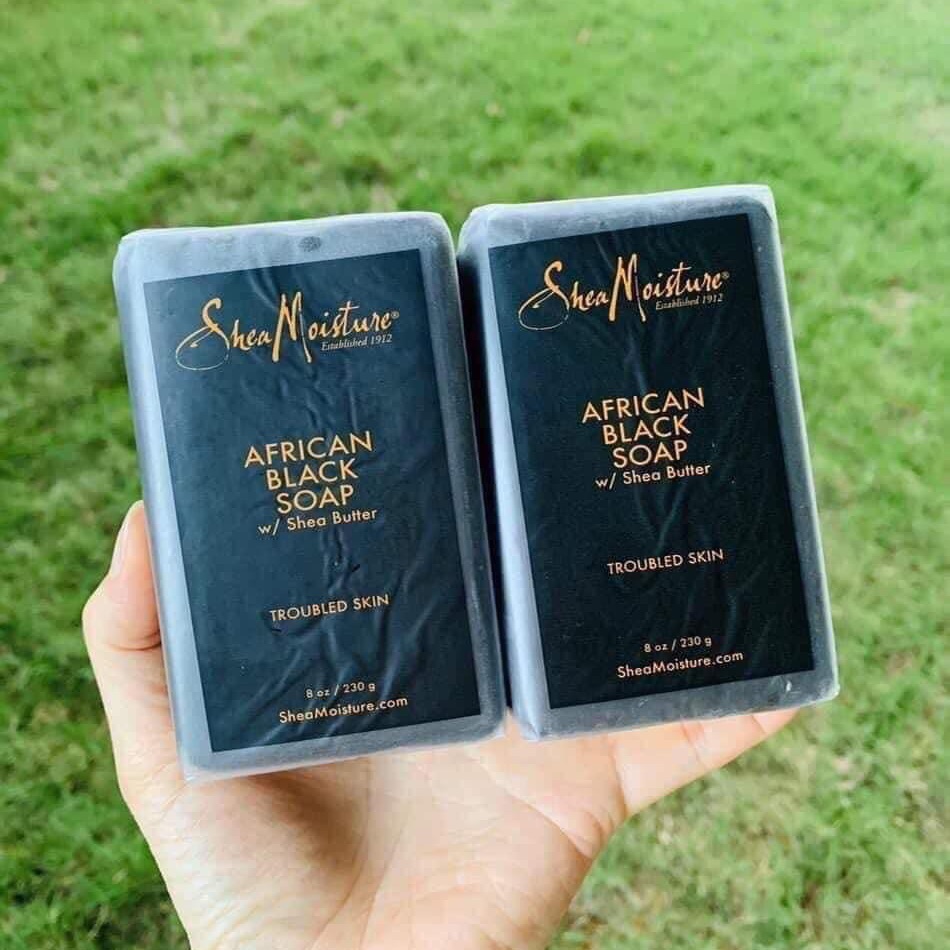 SheaMoisture®
Established 1912
AFRICAN
BLACK
SOAP
w/ Shea Butter
TROUBLED SKIN
8 oz / 230 g
SheaMoisture.com
SheaMoisture®
Established 1912
AFRICAN
BLACK
SOAP
w/ Shea Butter
TROUBLED SKIN
8 oz / 230 g
SheaMoisture.com